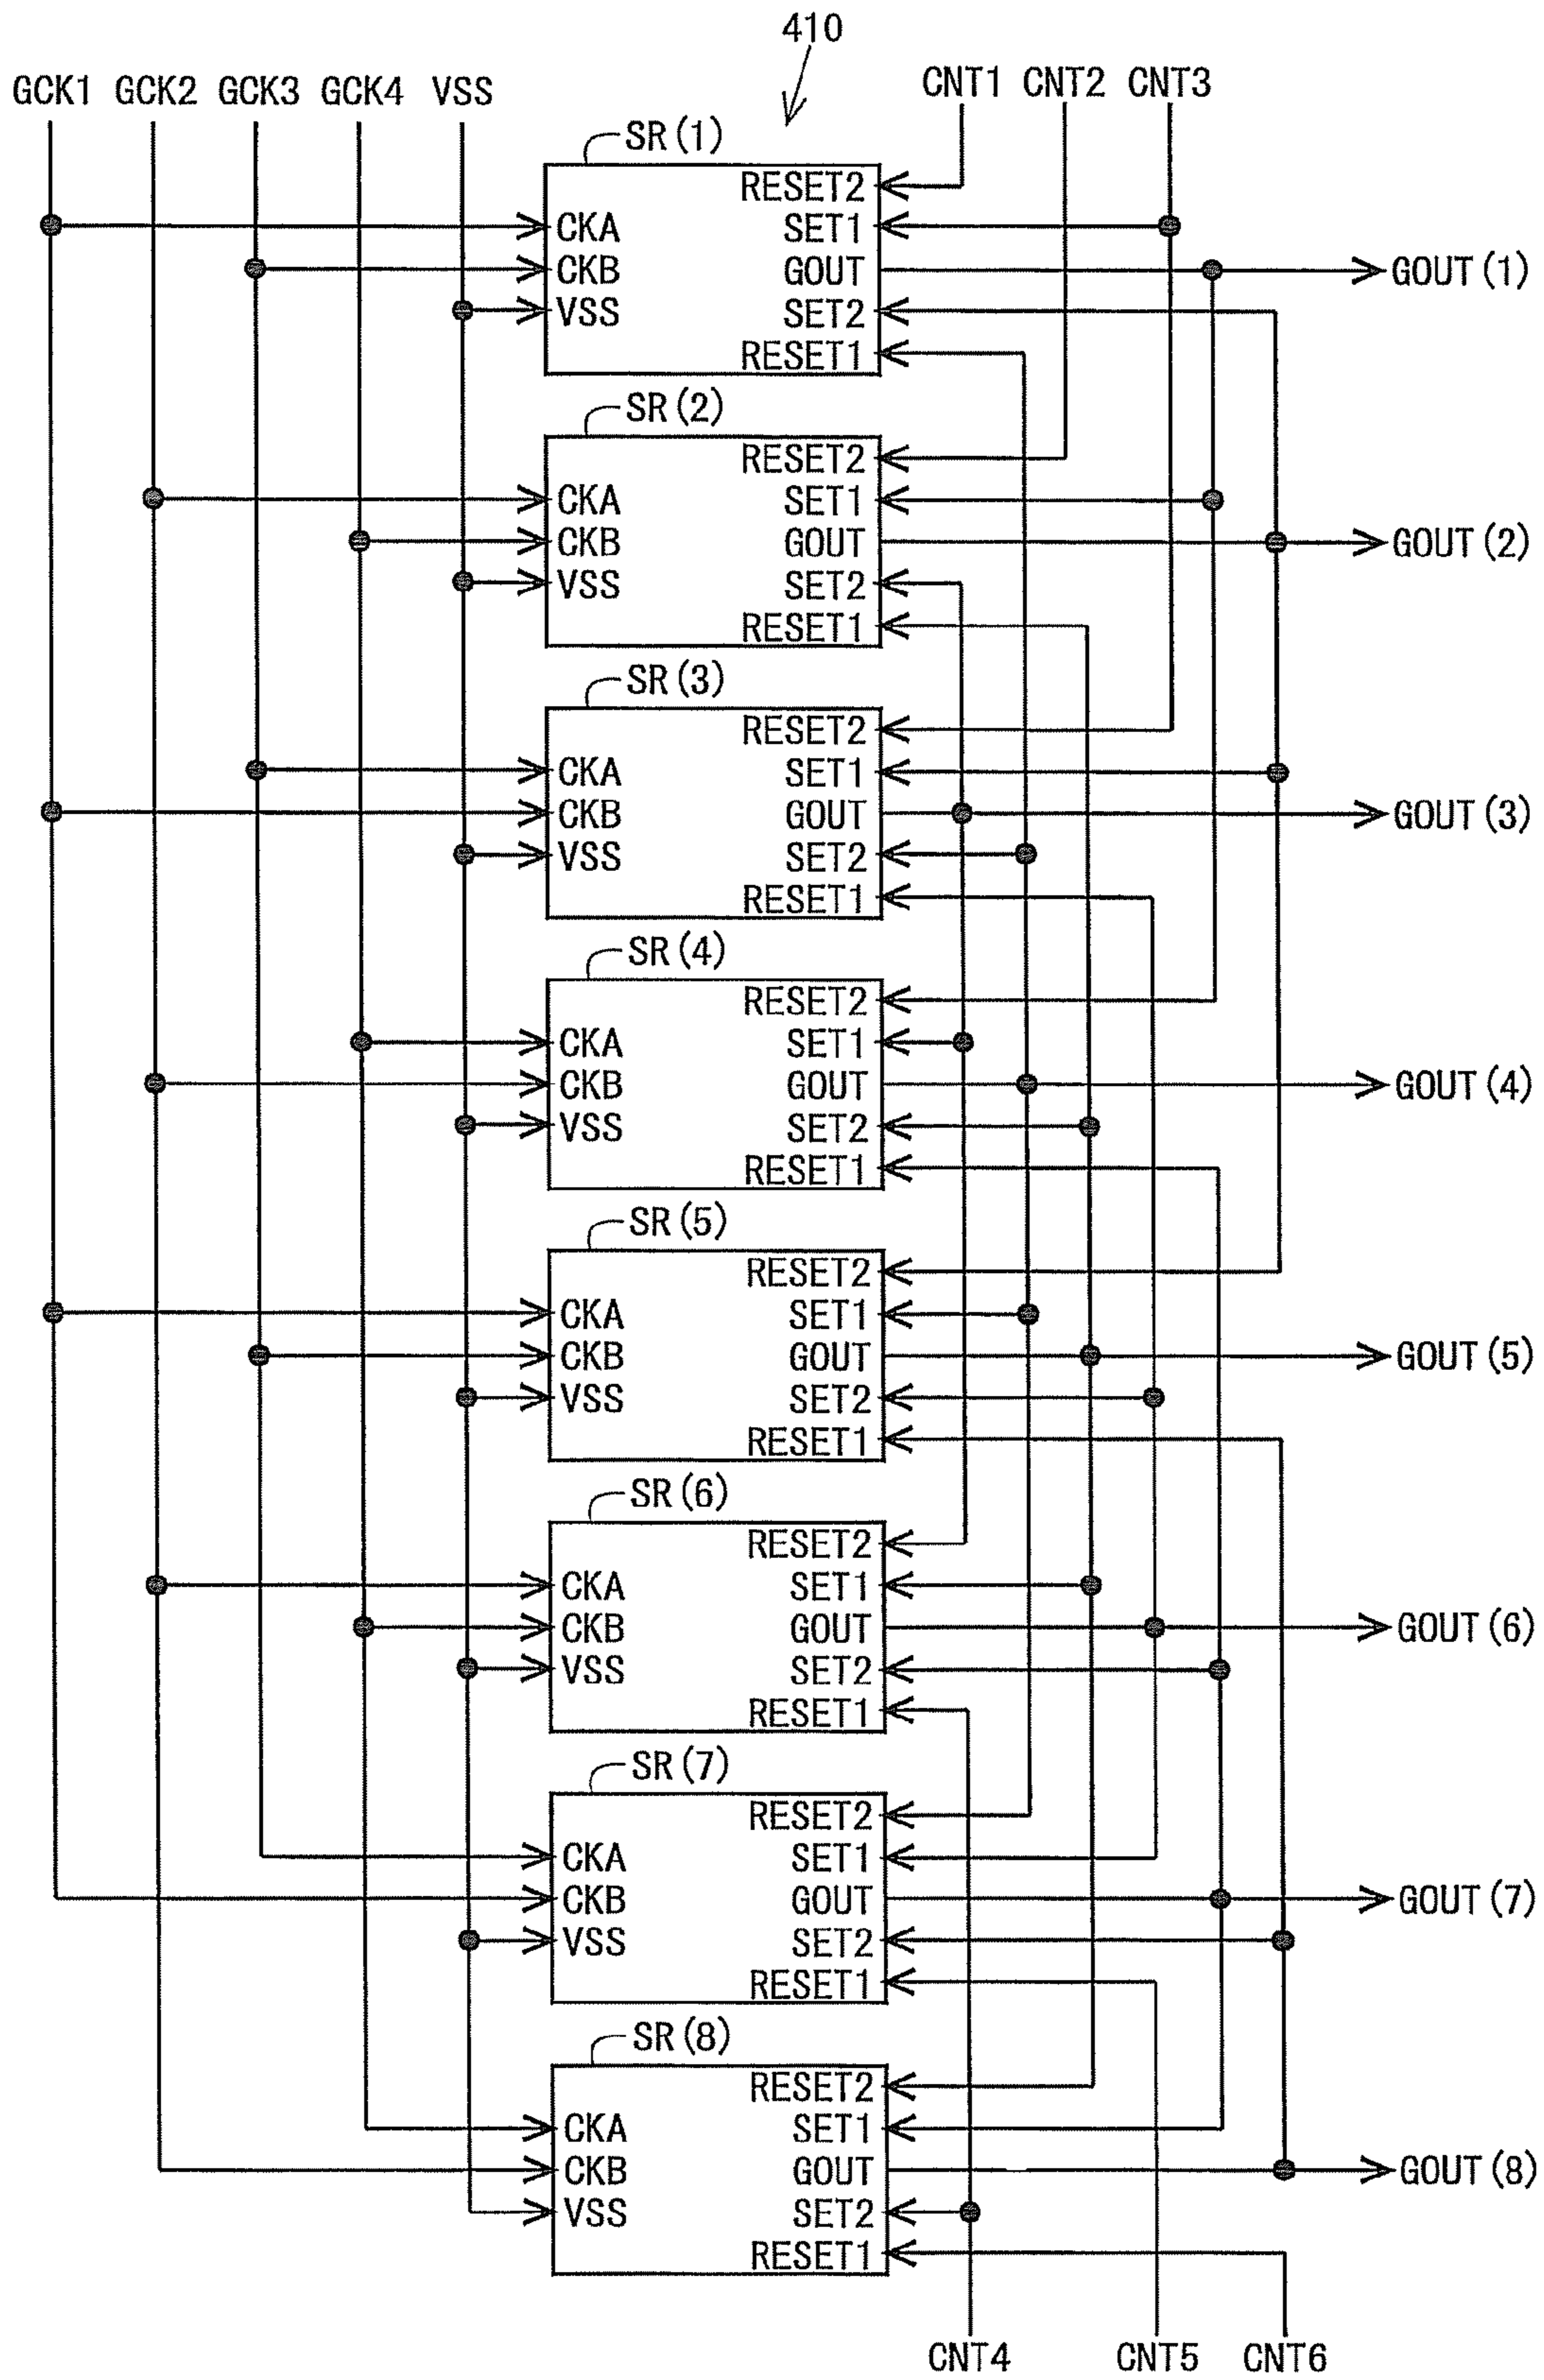 410
GCK1 GCK2 GCK3 GCK4 VSS CNT1 CNT2 CNT3
SR(1)
RESET2
CKA SET1
CKB GOUT GOUT(1)
VSS SET2
RESET1
SR(2)
RESET2
CKA SET1
CKB GOUT GOUT(2)
VSS SET2
RESET1
SR(3)
RESET2
CKA SET1
CKB GOUT GOUT(3)
VSS SET2
RESET1
SR(4)
RESET2
CKA SET1
CKB GOUT GOUT(4)
VSS SET2
RESET1
SR(5)
RESET2
CKA SET1
CKB GOUT GOUT(5)
VSS SET2
RESET1
SR(6)
RESET2
CKA SET1
CKB GOUT GOUT(6)
VSS SET2
RESET1
SR(7)
RESET2
CKA SET1
CKB GOUT GOUT(7)
VSS SET2
RESET1
SR(8)
RESET2
CKA SET1
CKB GOUT GOUT(8)
VSS SET2
RESET1
CNT4 CNT5 CNT6